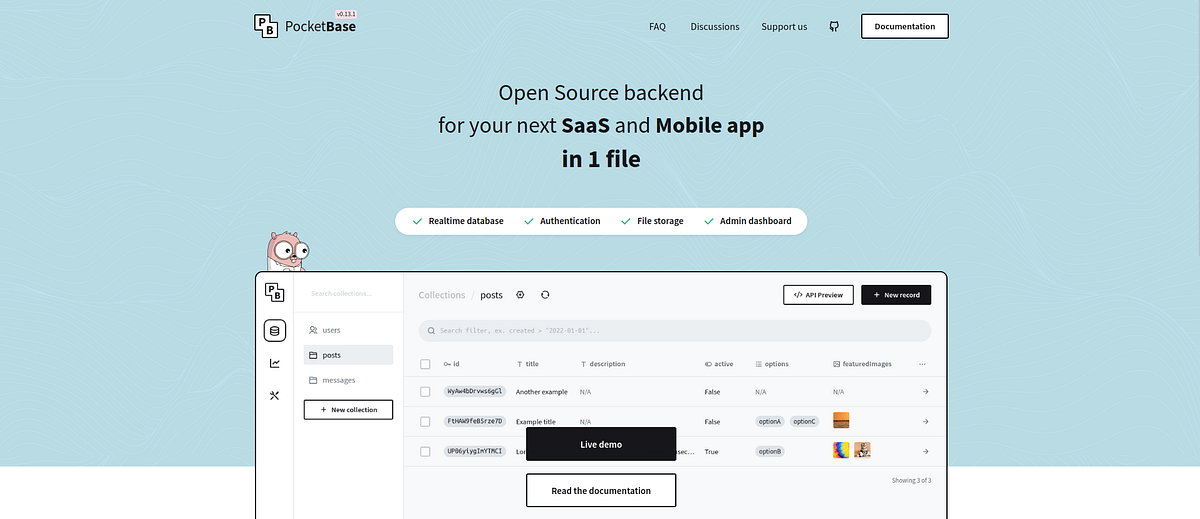 PB PocketBase v0.13.1
FAQ Discussions Support us Documentation
Open Source backend
for your next SaaS and Mobile app
in 1 file
Realtime database Authentication File storage Admin dashboard
PB Search collections... Collections / posts API Preview + New record
users
posts
messages
+ New collection
Search filter, ex. created > "2022-01-01"...
id title description active options featuredImages ...
WyAw4bDrvws6gGl Another example N/A False N/A N/A
FtHAW9feB5rze7D Example title N/A False optionA optionC
UP06yiygImYTMCI Lor sec... True optionB
Live demo
Showing 3 of 3
Read the documentation